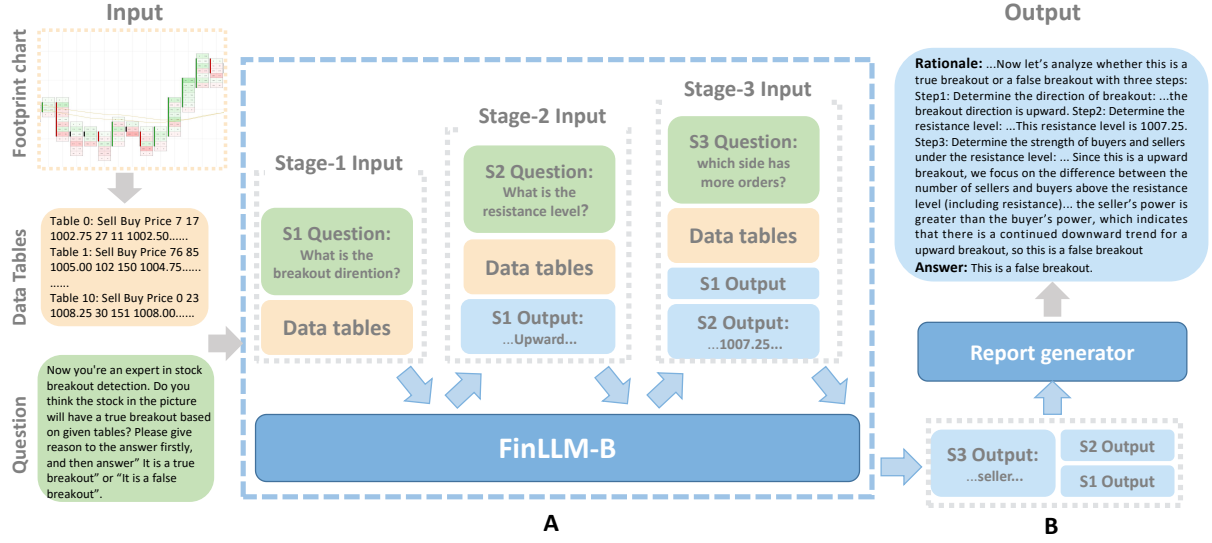 Input
Footprint chart
Data Tables
Table 0: Sell Buy Price 7 17
1002.75 27 11 1002.50......
Table 1: Sell Buy Price 76 85
1005.00 102 150 1004.75......
......
Table 10: Sell Buy Price 0 23
1008.25 30 151 1008.00......
Question
Now you're an expert in stock
breakout detection. Do you
think the stock in the picture
will have a true breakout based
on given tables? Please give
reason to the answer firstly,
and then answer” It is a true
breakout” or “It is a false
breakout”.
Stage-1 Input
S1 Question:
What is the
breakout dirention?
Data tables
Stage-2 Input
S2 Question:
What is the
resistance level?
Data tables
S1 Output:
...Upward...
Stage-3 Input
S3 Question:
which side has
more orders?
Data tables
S1 Output
S2 Output:
...1007.25...
FinLLM-B
A
Output
Rationale: ...Now let’s analyze whether this is a
true breakout or a false breakout with three steps:
Step1: Determine the direction of breakout: ...the
breakout direction is upward. Step2: Determine the
resistance level: ...This resistance level is 1007.25.
Step3: Determine the strength of buyers and sellers
under the resistance level: ... Since this is a upward
breakout, we focus on the difference between the
number of sellers and buyers above the resistance
level (including resistance)... the seller’s power is
greater than the buyer’s power, which indicates
that there is a continued downward trend for a
upward breakout, so this is a false breakout
Answer: This is a false breakout.
Report generator
S3 Output:
...seller...
S2 Output
S1 Output
B